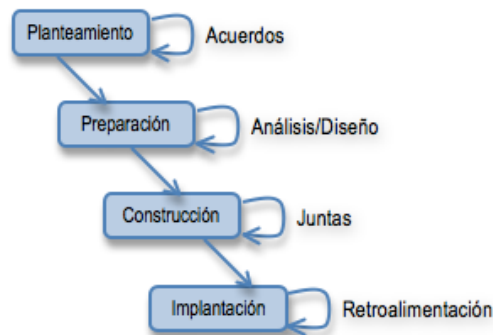 Planteamiento
Acuerdos
Preparación
Análisis/Diseño
Construcción
Juntas
Implantación
Retroalimentación